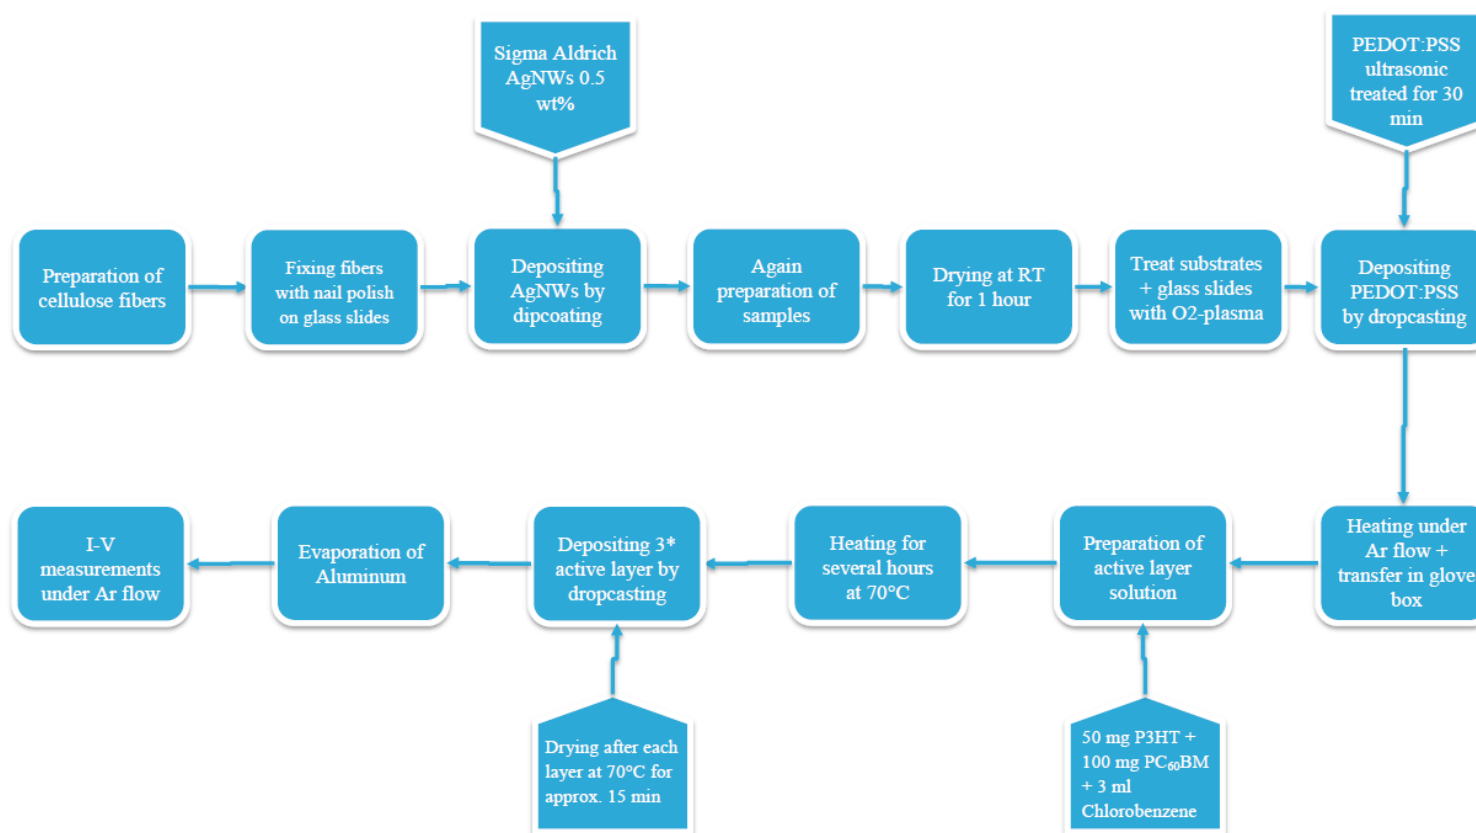 Sigma Aldrich
AgNWs 0.5
wt%
PEDOT:PSS
ultrasonic
treated for 30
min
Preparation of
cellulose fibers
Fixing fibers
with nail polish
on glass slides
Depositing
AgNWs by
dipcoating
Again
preparation of
samples
Drying at RT
for 1 hour
Treat substrates
+ glass slides
with O2-plasma
Depositing
PEDOT:PSS
by dropcasting
I-V
measurements
under Ar flow
Evaporation of
Aluminum
Depositing 3*
active layer by
dropcasting
Heating for
several hours
at 70°C
Preparation of
active layer
solution
Heating under
Ar flow +
transfer in glove
box
Drying after each
layer at 70°C for
approx. 15 min
50 mg P3HT +
100 mg PC₆₀BM
+ 3 ml
Chlorobenzene